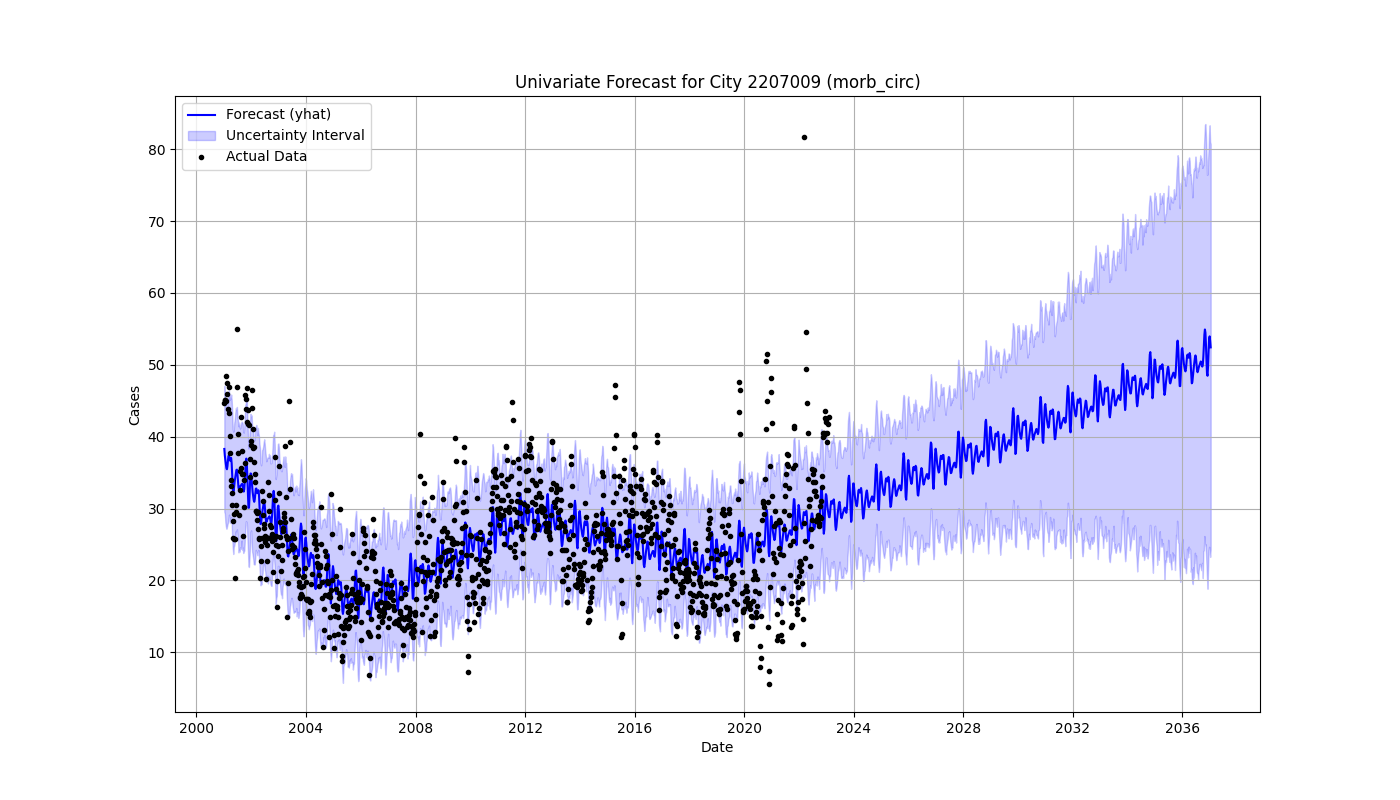 Univariate Forecast for City 2207009 (morb_circ)
Forecast (yhat)
Uncertainty Interval
Actual Data
Cases
80
70
60
50
40
30
20
10
2000 2004 2008 2012 2016 2020 2024 2028 2032 2036
Date